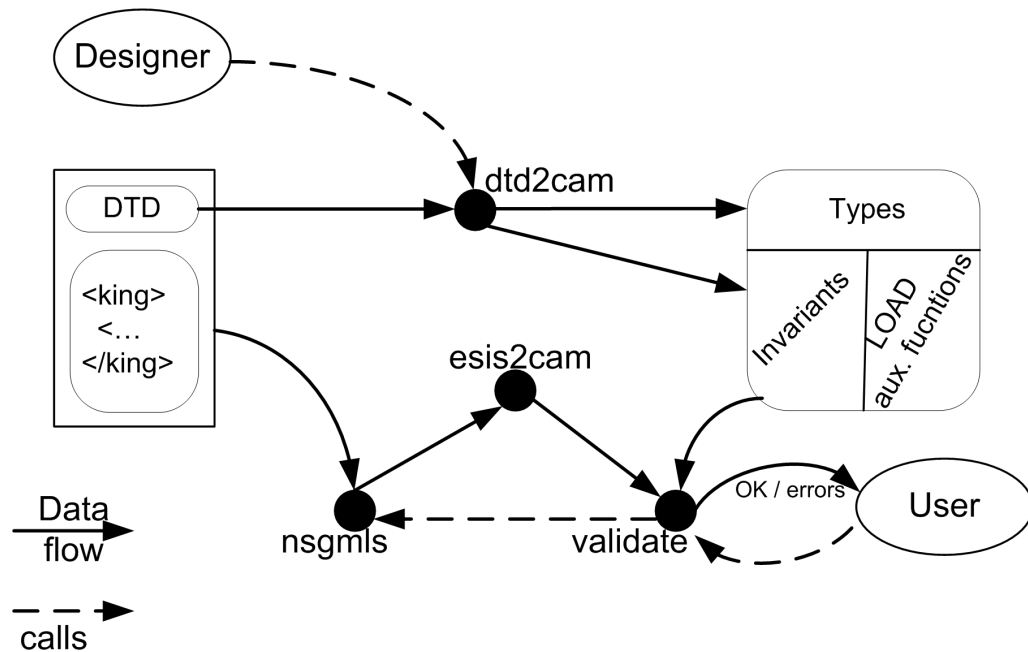 Designer
dtd2cam
DTD
Types
<king>
<...
</king>
Invariants
LOAD
aux. fucntions
esis2cam
OK / errors
User
nsgmls
validate
Data
flow
calls